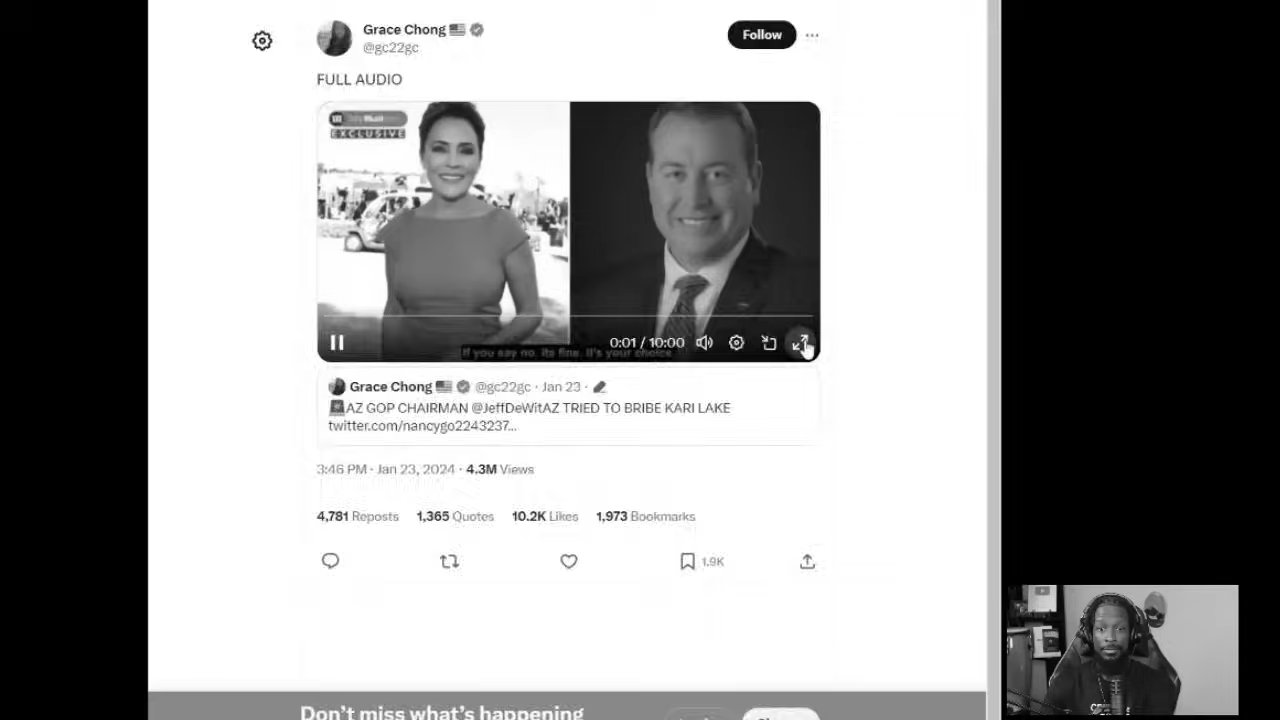 Grace Chong
@gc22gc
Follow
FULL AUDIO
EXCLUSIVE
0:01 / 10:00
If you say no, its fine. It's your choice
Grace Chong @gc22gc · Jan 23 ·
AZ GOP CHAIRMAN @JeffDeWitAZ TRIED TO BRIBE KARI LAKE
twitter.com/nancygo2243237...
3:46 PM · Jan 23, 2024 · 4.3M Views
4,781 Reposts 1,365 Quotes 10.2K Likes 1,973 Bookmarks
1.9K
Don't miss what's happening